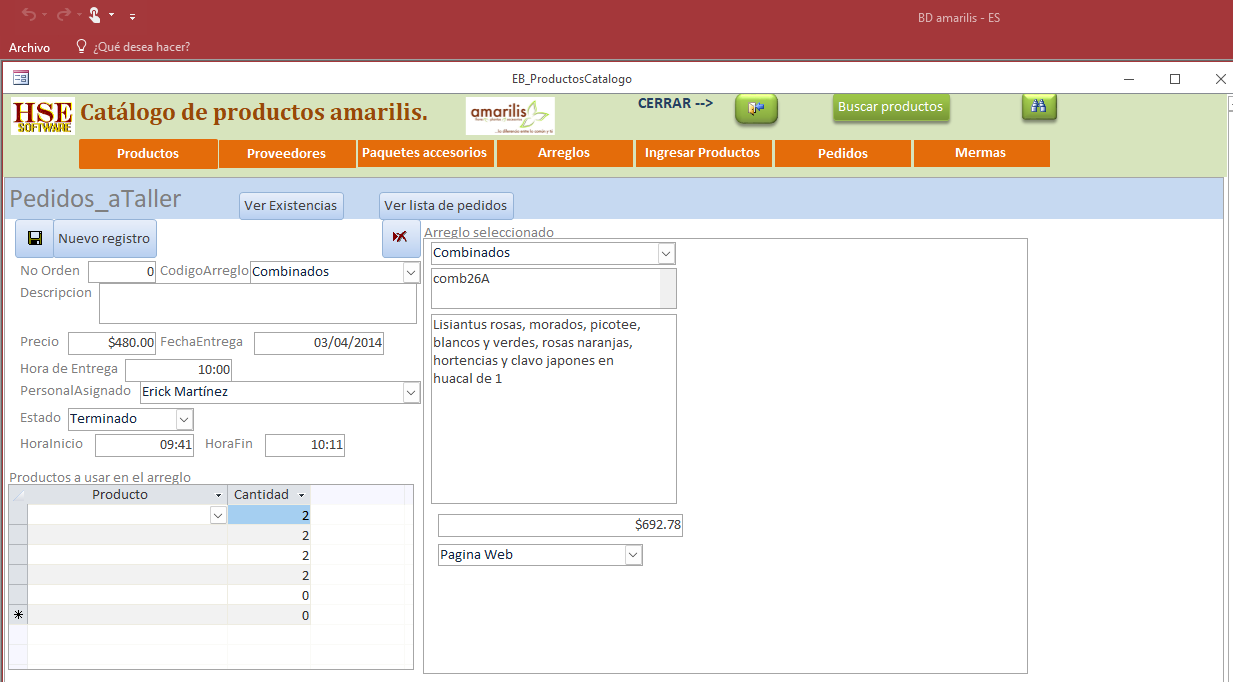 BD amarilis - ES
Archivo
¿Qué desea hacer?
EB_ProductosCatalogo
HSE
SOFTWARE
Catálogo de productos amarilis.
amarilis
CERRAR -->
Buscar productos
Productos
Proveedores
Paquetes accesorios
Arreglos
Ingresar Productos
Pedidos
Mermas
Pedidos_aTaller
Ver Existencias
Ver lista de pedidos
Nuevo registro
No Orden 0 CodigoArreglo Combinados
Descripcion
Precio $480.00 FechaEntrega 03/04/2014
Hora de Entrega 10:00
PersonalAsignado Erick Martínez
Estado Terminado
HoraInicio 09:41 HoraFin 10:11
Productos a usar en el arreglo
Producto Cantidad
2
2
2
2
0
0
Arreglo seleccionado
Combinados
comb26A
Lisiantus rosas, morados, picotee,
blancos y verdes, rosas naranjas,
hortencias y clavo japones en
huacal de 1
$692.78
Pagina Web